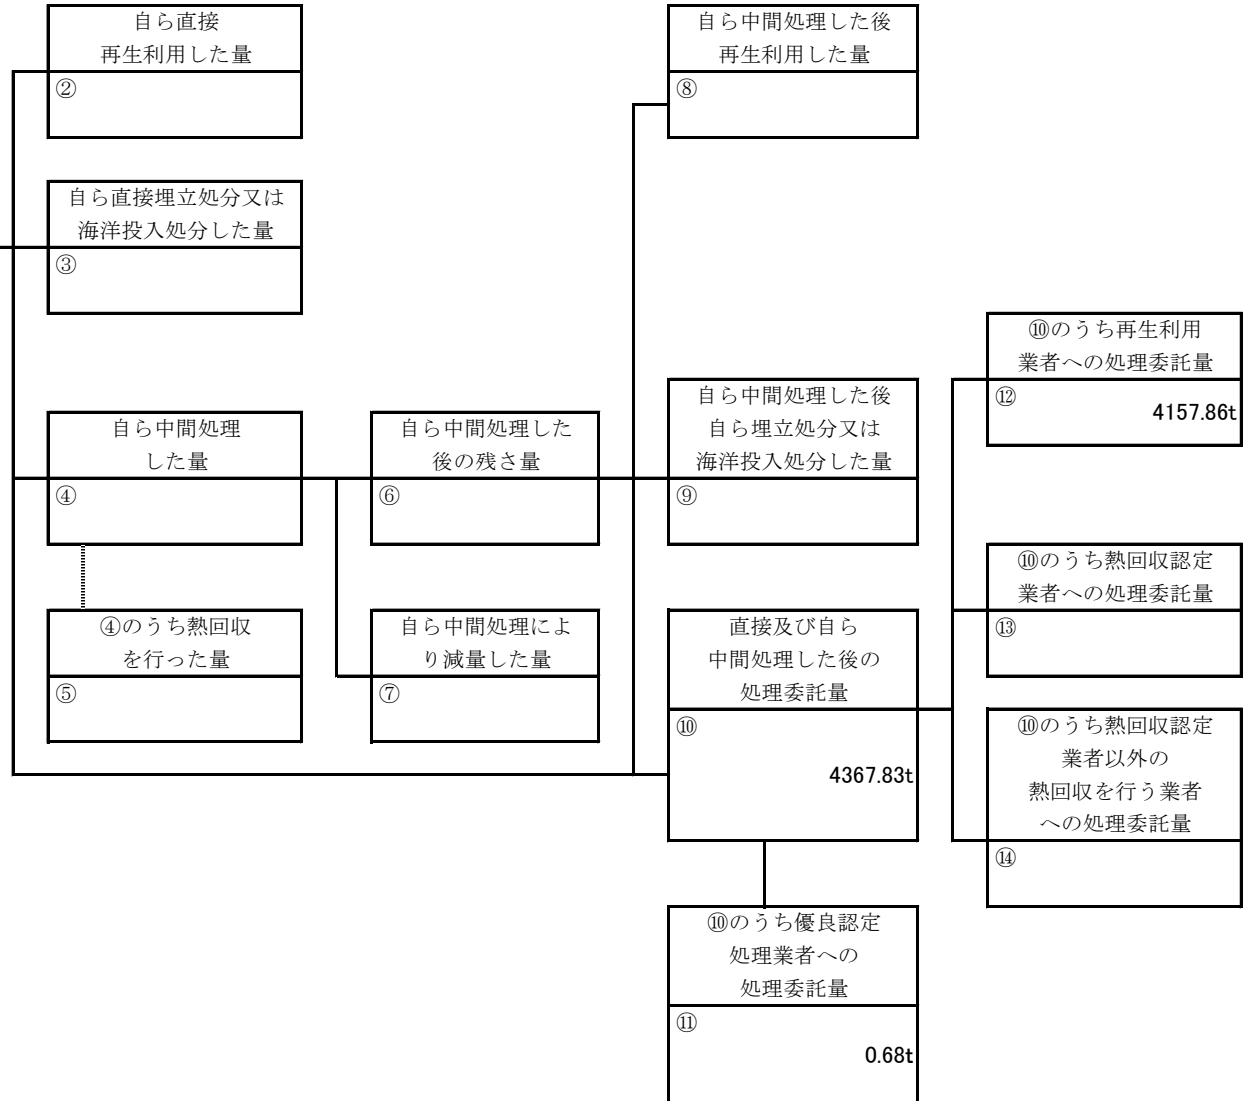 自ら直接
再生利用した量
②
自ら直接埋立処分又は
海洋投入処分した量
③
自ら中間処理
した量
④
④のうち熱回収
を行った量
⑤
自ら中間処理した
後の残さ量
⑥
自ら中間処理によ
り減量した量
⑦
自ら中間処理した後
再生利用した量
⑧
自ら中間処理した後
自ら埋立処分又は
海洋投入処分した量
⑨
直接及び自ら
中間処理した後の
処理委託量
⑩
4367.83t
⑩のうち優良認定
処理業者への
処理委託量
⑪
0.68t
⑩のうち再生利用
業者への処理委託量
⑫
4157.86t
⑩のうち熱回収認定
業者への処理委託量
⑬
⑩のうち熱回収認定
業者以外の
熱回収を行う業者
への処理委託量
⑭